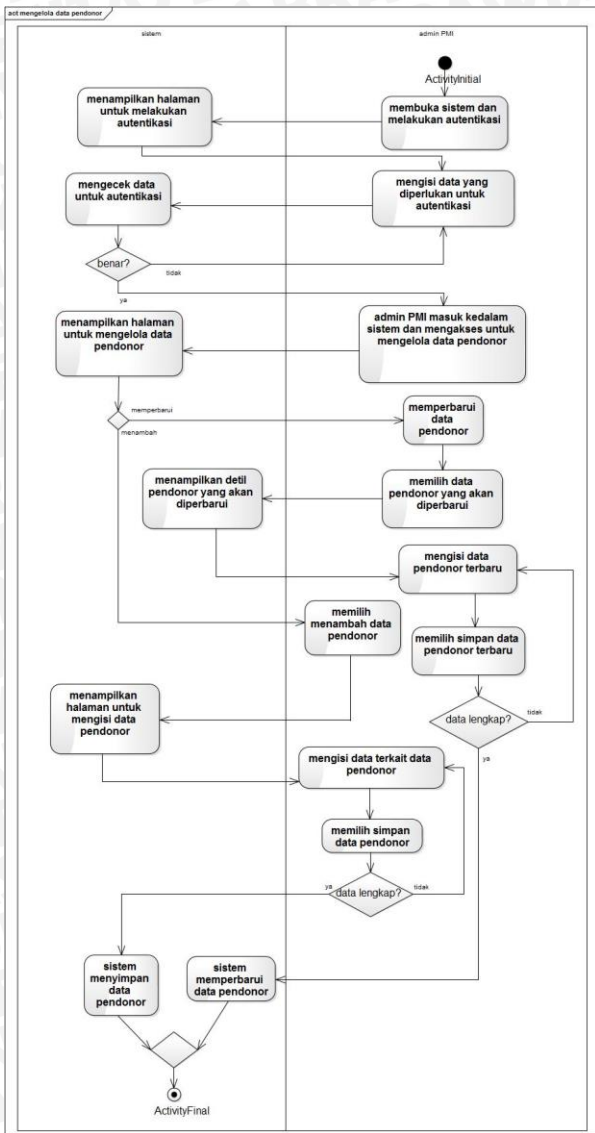 act mengelola data pendonor
sistem
admin PMI
ActivityInitial
menampilkan halaman
untuk melakukan
autentikasi
membuka sistem dan
melakukan autentikasi
mengecek data
untuk autentikasi
mengisi data yang
diperlukan untuk
autentikasi
benar?
tidak
ya
menampilkan halaman
untuk mengelola data
pendonor
admin PMI masuk kedalam
sistem dan mengakses untuk
mengelola data pendonor
memperbarui
menambah
memperbarui
data
pendonor
menampilkan detil
pendonor yang akan
diperbarui
memilih data
pendonor yang akan
diperbarui
mengisi data
pendonor terbaru
memilih
menambah data
pendonor
memilih simpan data
pendonor terbaru
menampilkan
halaman untuk
mengisi data
pendonor
data lengkap?
tidak
ya
mengisi data terkait data
pendonor
memilih simpan
data pendonor
ya
data lengkap?
tidak
sistem
menyimpan
data
pendonor
sistem
memperbarui
data pendonor
ActivityFinal